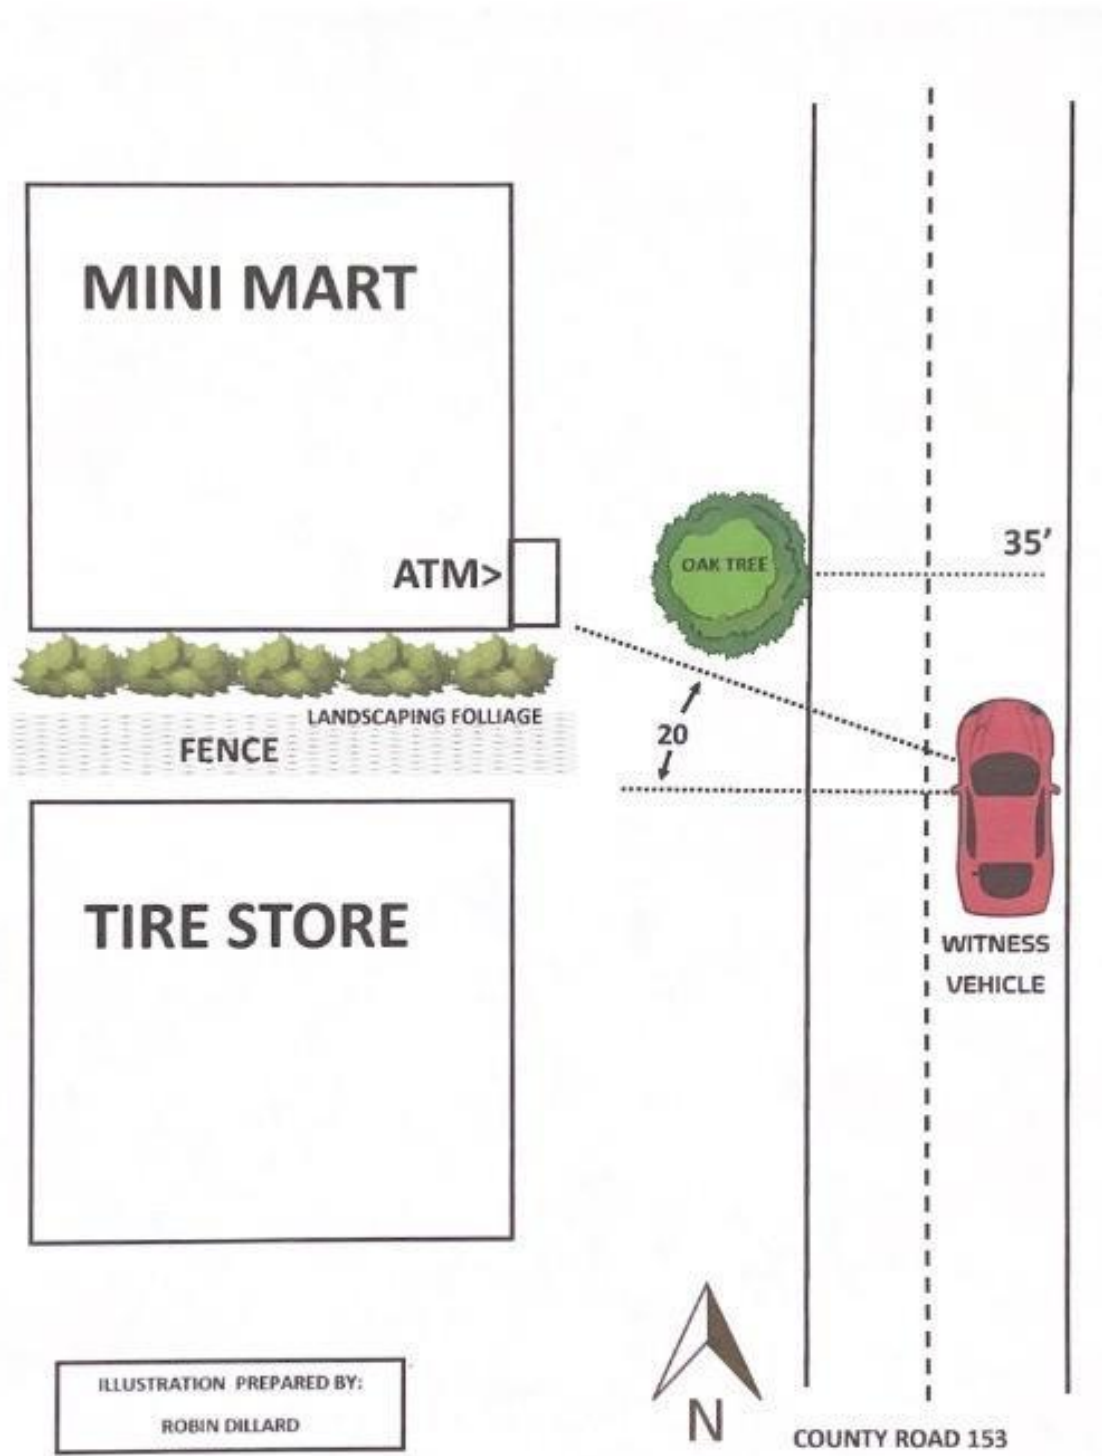 MINI MART
ATM>
OAK TREE
35'
LANDSCAPING FOLLIAGE
FENCE
20
TIRE STORE
WITNESS
VEHICLE
ILLUSTRATION PREPARED BY:
ROBIN DILLARD
N
COUNTY ROAD 153